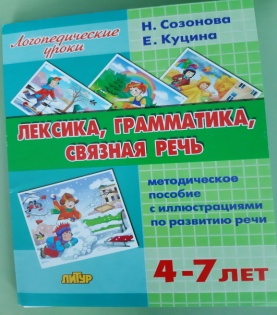 Логопедические
уроки
Н. Созонова
Е. Куцина
ЛЕКСИКА, ГРАММАТИКА,
СВЯЗНАЯ РЕЧЬ
методическое
пособие
с иллюстрациями
по развитию речи
4-7 лет
ЛИТУР